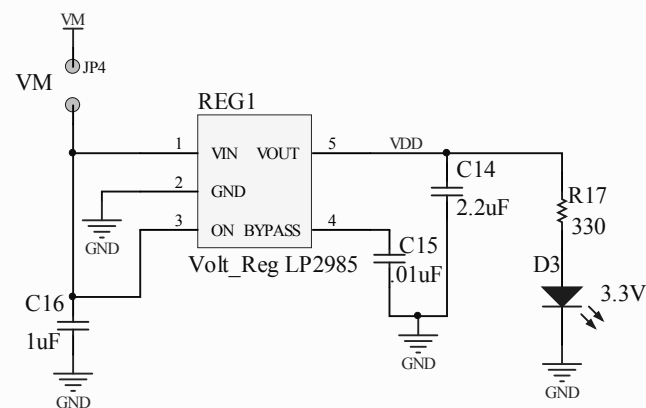 VM
JP4
VM
REG1
1
VIN
VOUT
5
VDD
2
GND
3
ON
BYPASS
4
GND
Volt_Reg LP2985
C14
2.2uF
C15
.01uF
R17
330
D3
3.3V
C16
1uF
GND
GND
GND